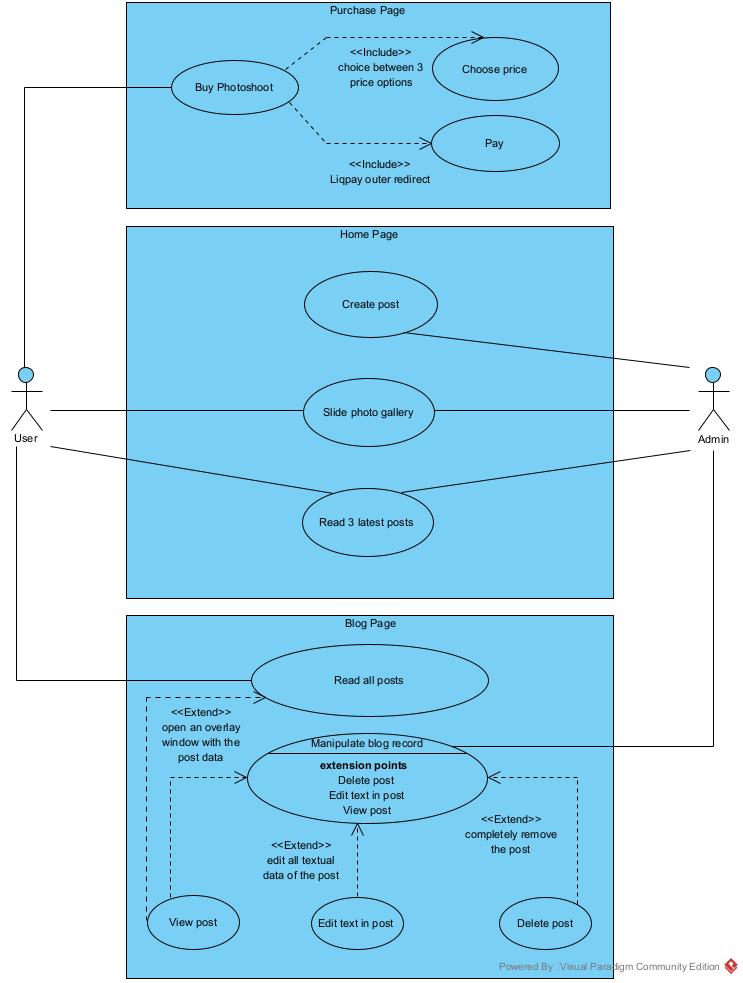 Purchase Page
Buy Photoshoot
<<Include>>
choice between 3
price options
Choose price
Pay
<<Include>>
Liqpay outer redirect
Home Page
Create post
Slide photo gallery
Read 3 latest posts
User
Admin
Blog Page
Read all posts
<<Extend>>
open an overlay
window with the
post data
Manipulate blog record
extension points
Delete post
Edit text in post
View post
<<Extend>>
edit all textual
data of the post
<<Extend>>
completely remove
the post
View post
Edit text in post
Delete post
Powered By: Visual Paradigm Community Edition